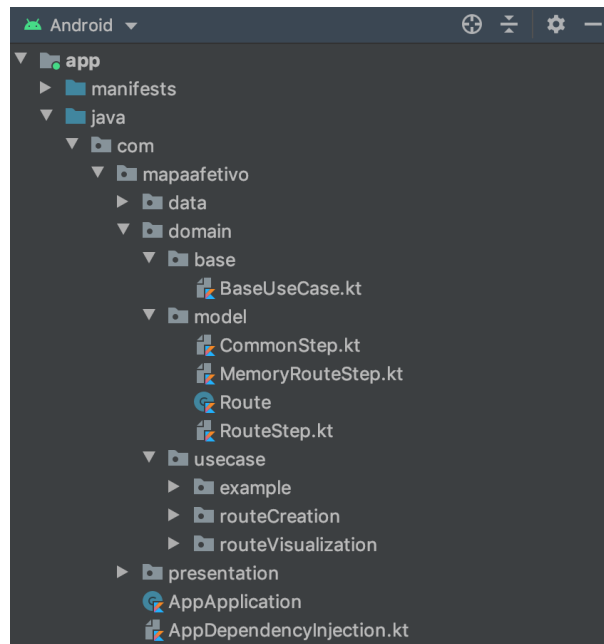 Android
app
manifests
java
com
mapaafetivo
data
domain
base
BaseUseCase.kt
model
CommonStep.kt
MemoryRouteStep.kt
Route
RouteStep.kt
usecase
example
routeCreation
routeVisualization
presentation
AppApplication
AppDependencyInjection.kt